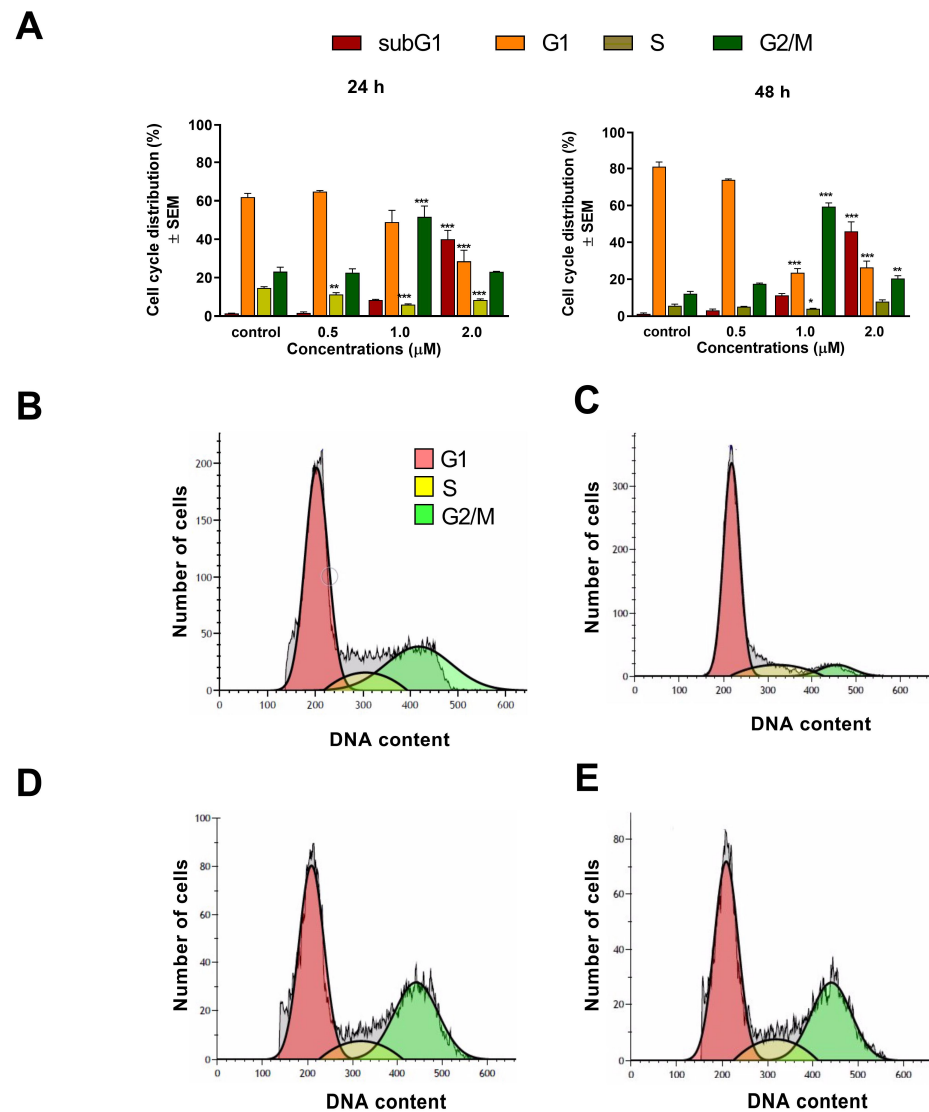 A
subG1 G1 S G2/M
24 h
48 h
Cell cycle distribution (%)
± SEM
100
80
60
40
20
0
***
***
***
**
***
***
control 0.5 1.0 2.0
Concentrations (μM)
Cell cycle distribution (%)
± SEM
100
80
60
40
20
0
***
***
***
***
**
*
control 0.5 1.0 2.0
Concentrations (μM)
B
Number of cells
200
150
100
50
0
G1
S
G2/M
0 100 200 300 400 500 600
DNA content
C
Number of cells
300
200
100
0
0 100 200 300 400 500 600
DNA content
D
Number of cells
100
80
60
40
20
0
0 100 200 300 400 500 600
DNA content
E
Number of cells
80
60
40
20
0
0 100 200 300 400 500 600
DNA content